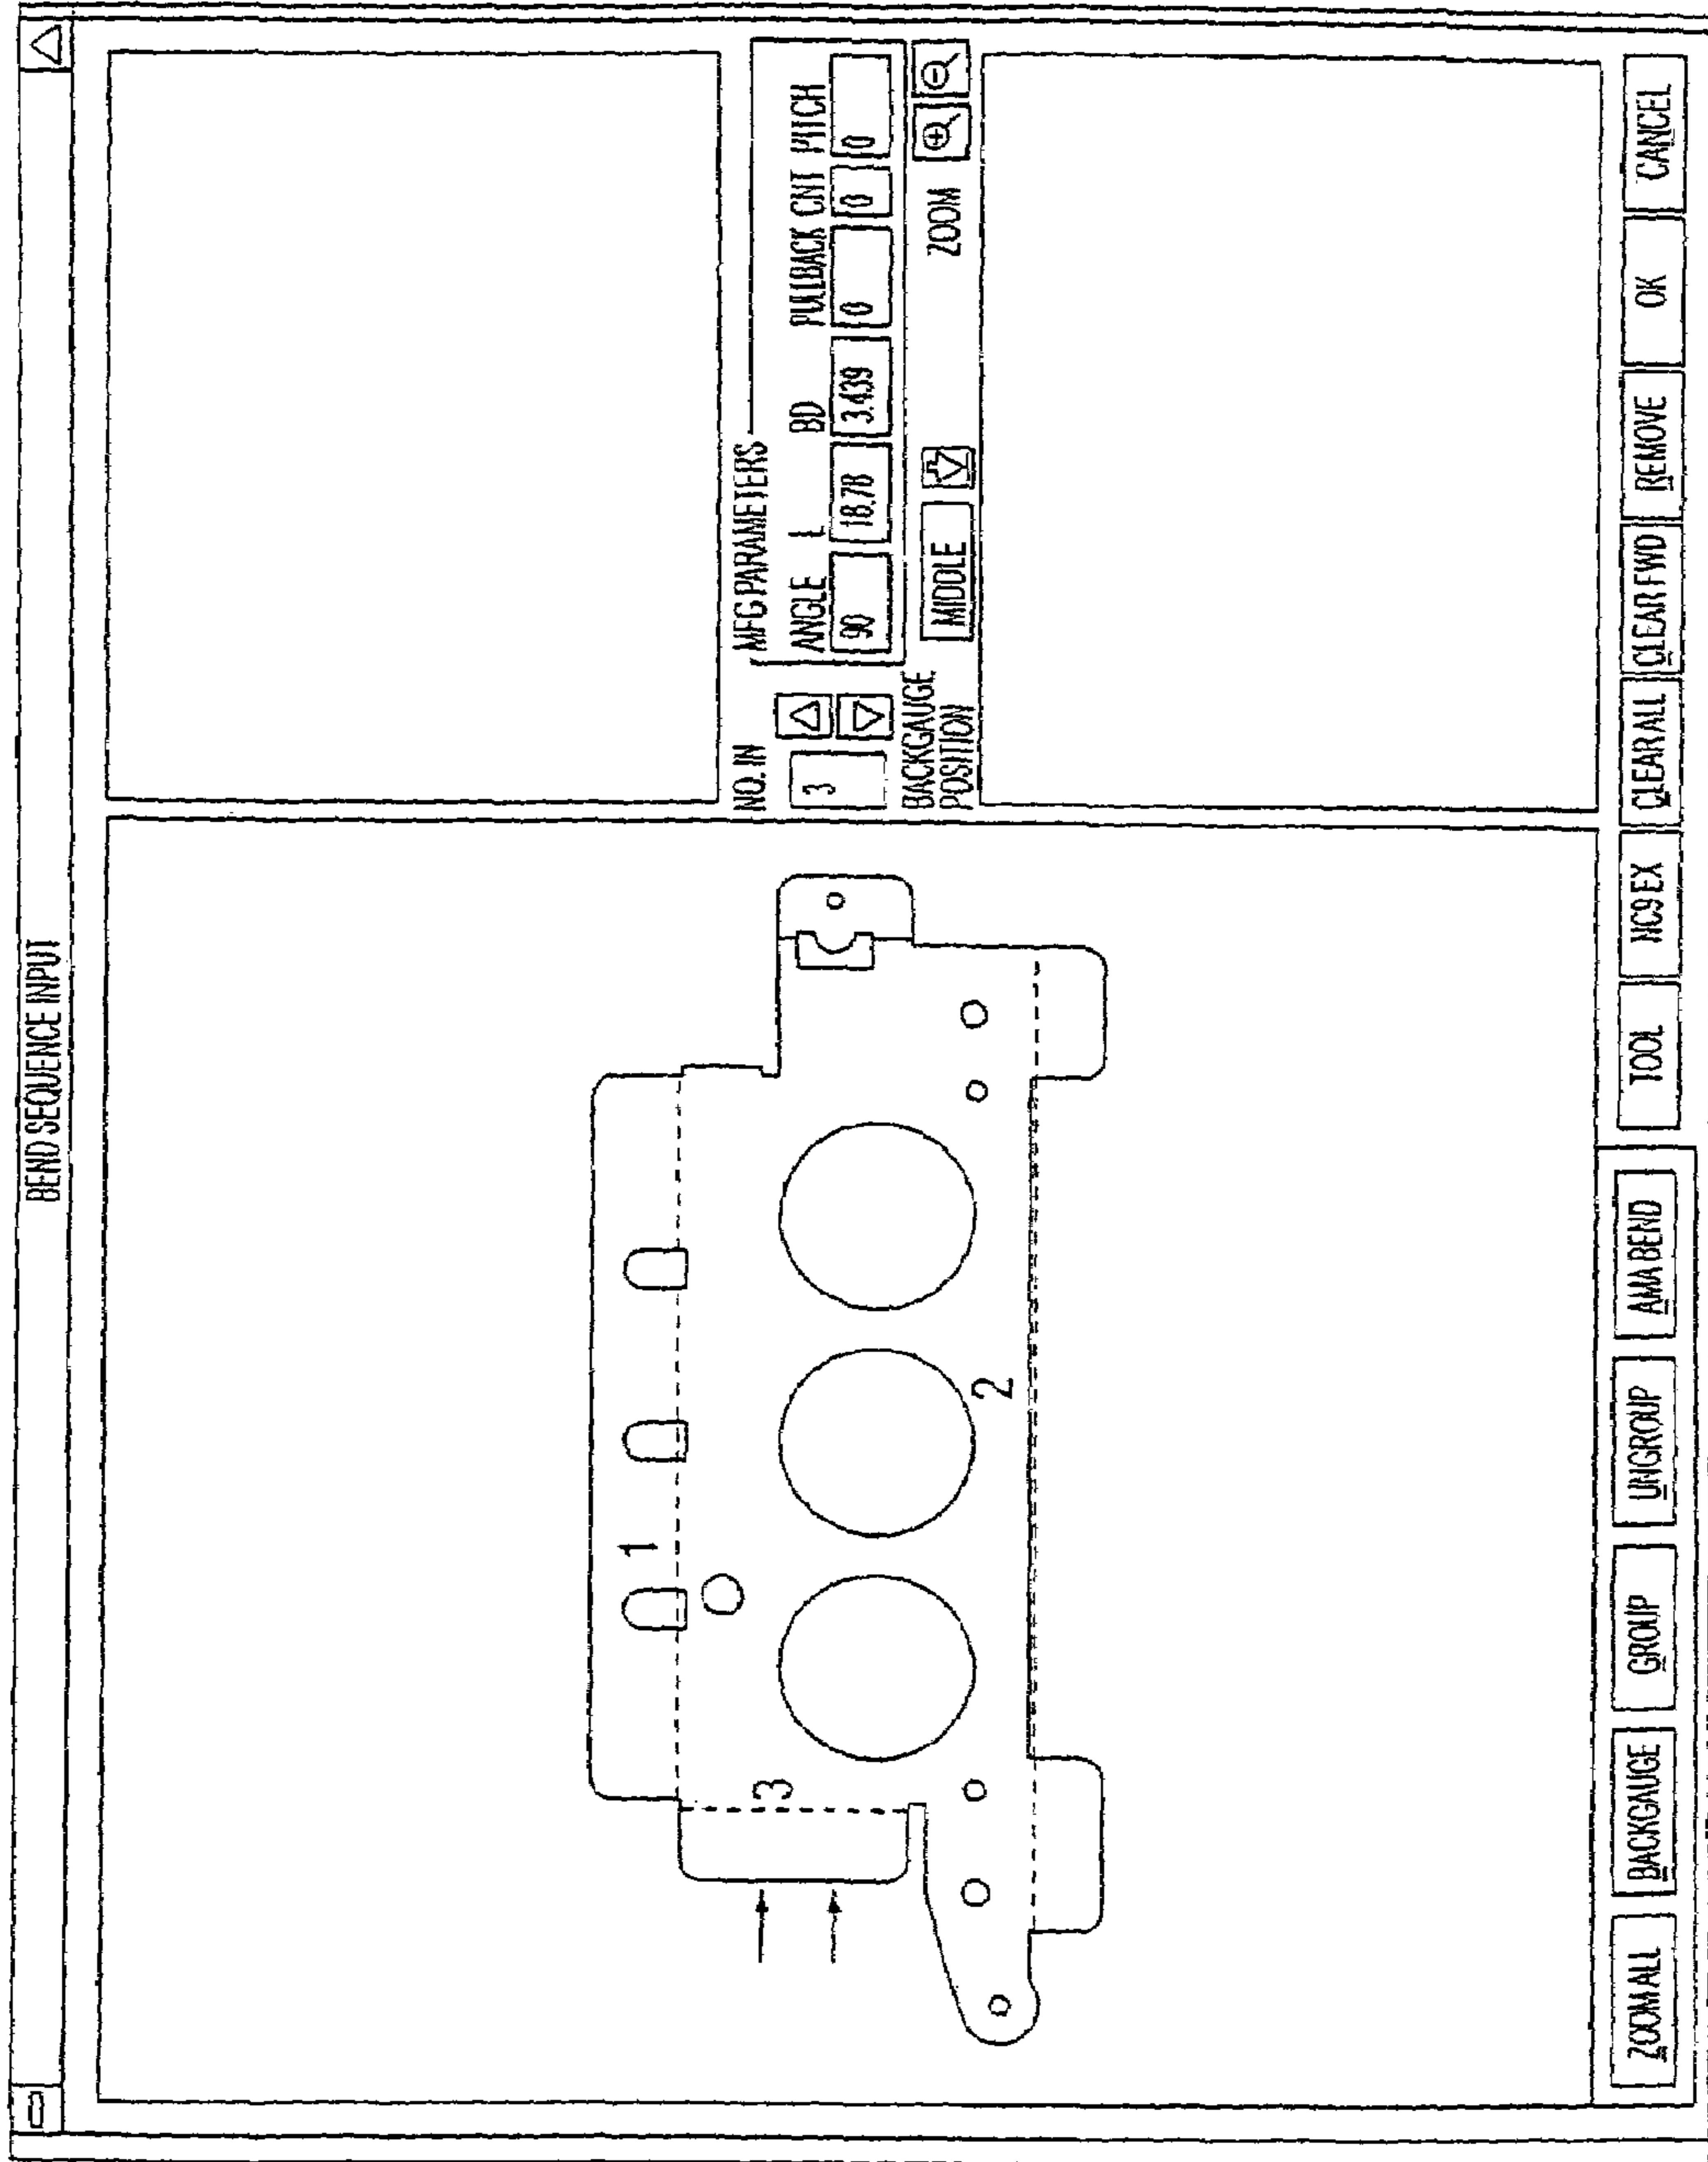 BEND SEQUENCE INPUT
1
2
3
NO. IN
3
MFG PARAMETERS
ANGLE L BD PULLBACK CNT PITCH
90 18.78 3.439 0 0 0
BACKGAUGE
POSITION
MIDDLE
ZOOM
ZOOM ALL BACKGAUGE GROUP UNGROUP AMA BEND TOOL NC9 EX CLEAR ALL CLEAR FWD REMOVE OK CANCEL